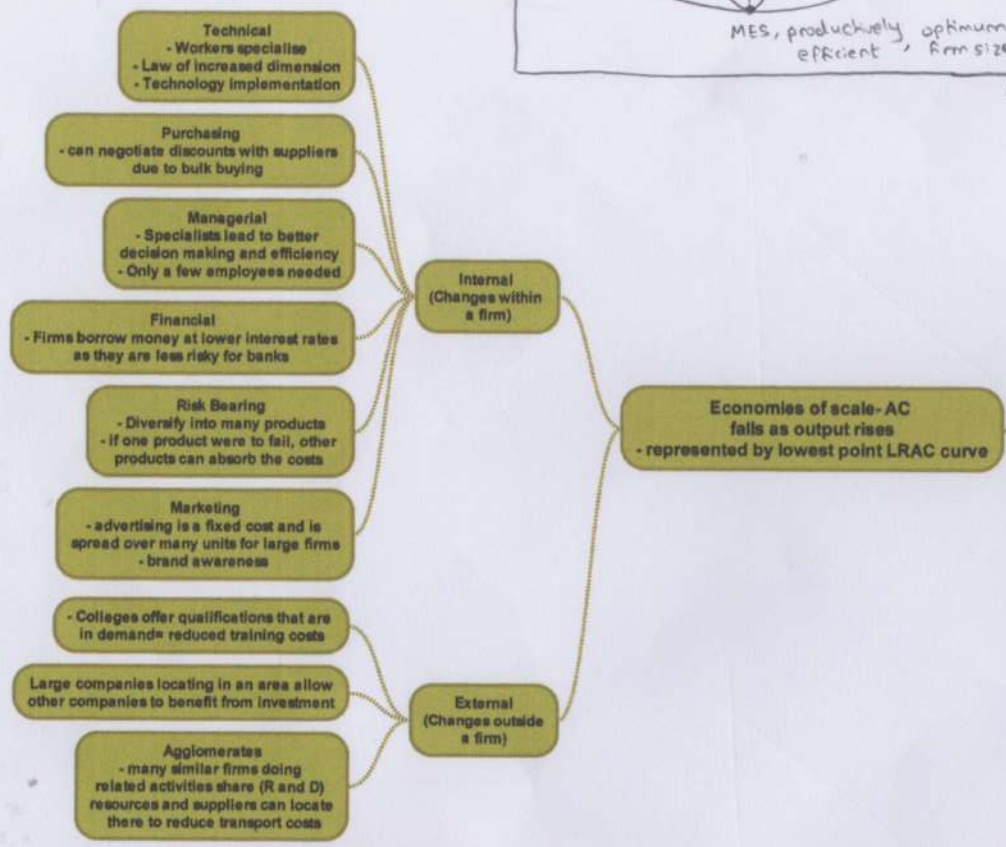 MES, productively optimum
efficient, firm size
Technical
- Workers specialise
- Law of increased dimension
- Technology implementation
Purchasing
- can negotiate discounts with suppliers
due to bulk buying
Managerial
- Specialists lead to better
decision making and efficiency
- Only a few employees needed
Financial
- Firms borrow money at lower interest rates
as they are less risky for banks
Risk Bearing
- Diversify into many products
- if one product were to fail, other
products can absorb the costs
Marketing
- advertising is a fixed cost and is
spread over many units for large firms
- brand awareness
- Colleges offer qualifications that are
in demand= reduced training costs
Large companies locating in an area allow
other companies to benefit from investment
Agglomerates
- many similar firms doing
related activities share (R and D)
resources and suppliers can locate
there to reduce transport costs
Internal
(Changes within
a firm)
External
(Changes outside
a firm)
Economies of scale- AC
falls as output rises
- represented by lowest point LRAC curve